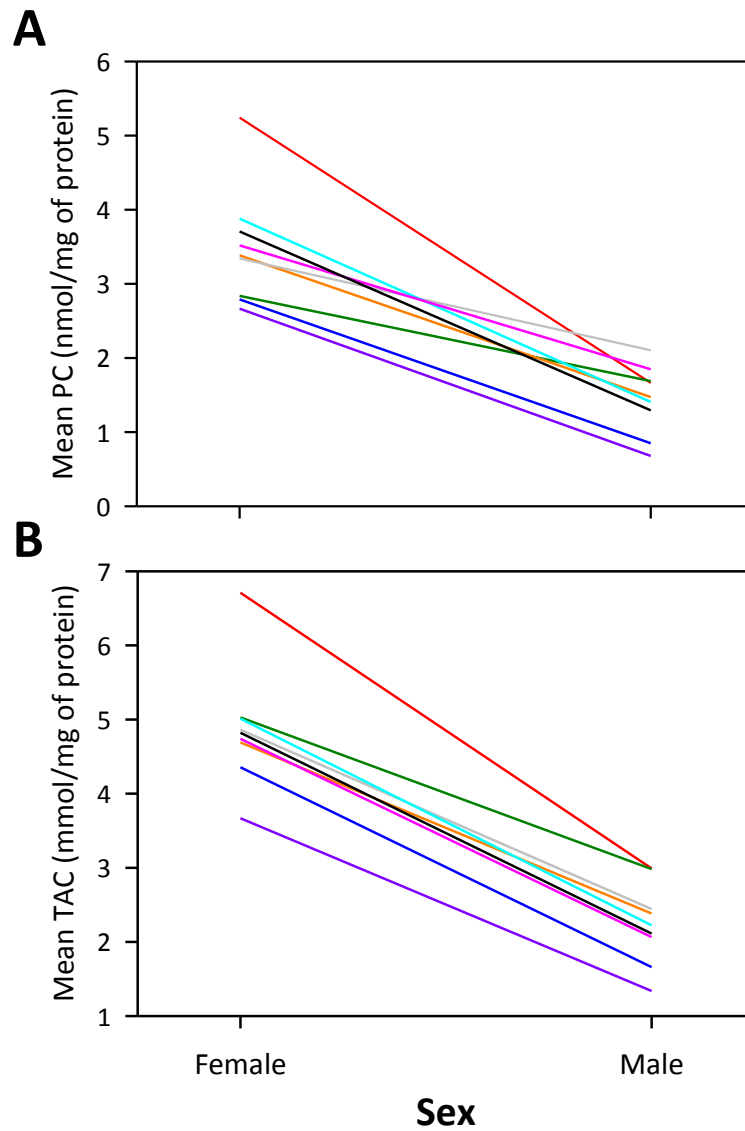 A
6
5
4
3
2
1
0
Mean PC (nmol/mg of protein)
B
7
6
5
4
3
2
1
Mean TAC (mmol/mg of protein)
Female Male
Sex